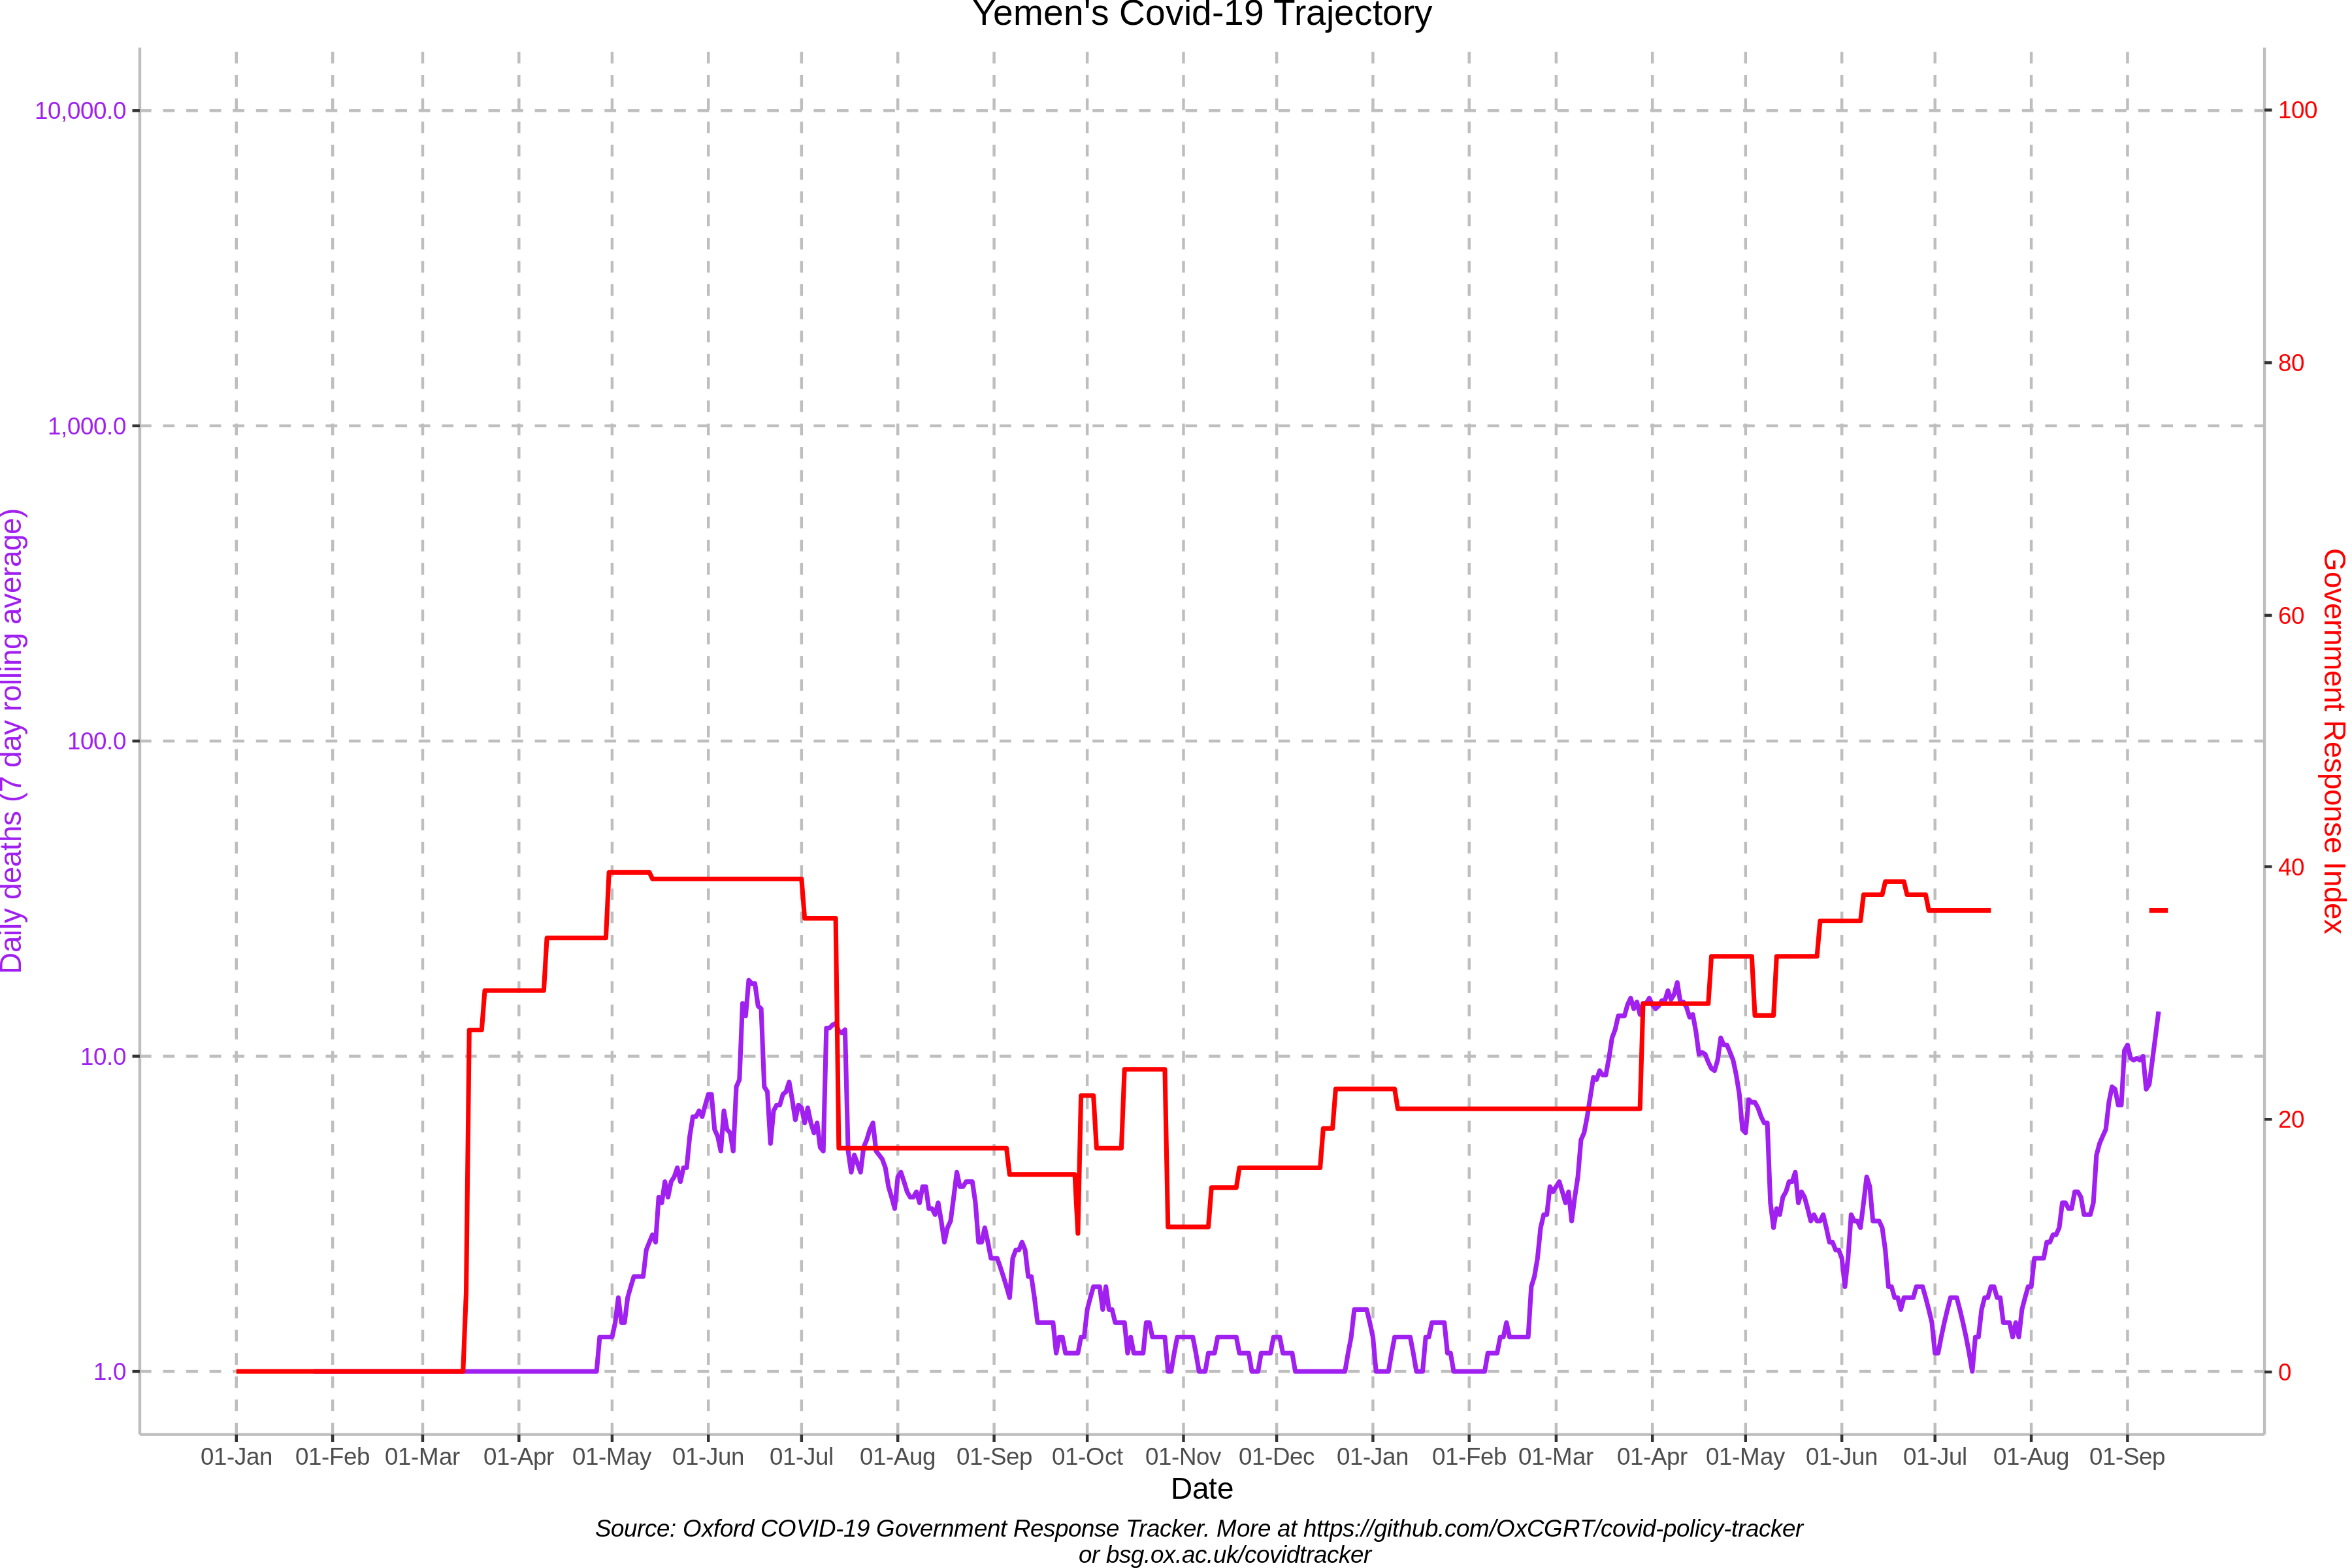 Yemen's Covid-19 Trajectory
Daily deaths (7 day rolling average)
10,000.0
1,000.0
100.0
10.0
1.0
100
80
60
40
20
0
Government Response Index
01-Jan 01-Feb 01-Mar 01-Apr 01-May 01-Jun 01-Jul 01-Aug 01-Sep 01-Oct 01-Nov 01-Dec 01-Jan 01-Feb 01-Mar 01-Apr 01-May 01-Jun 01-Jul 01-Aug 01-Sep
Date
Source: Oxford COVID-19 Government Response Tracker. More at https://github.com/OxCGRT/covid-policy-tracker
or bsg.ox.ac.uk/covidtracker